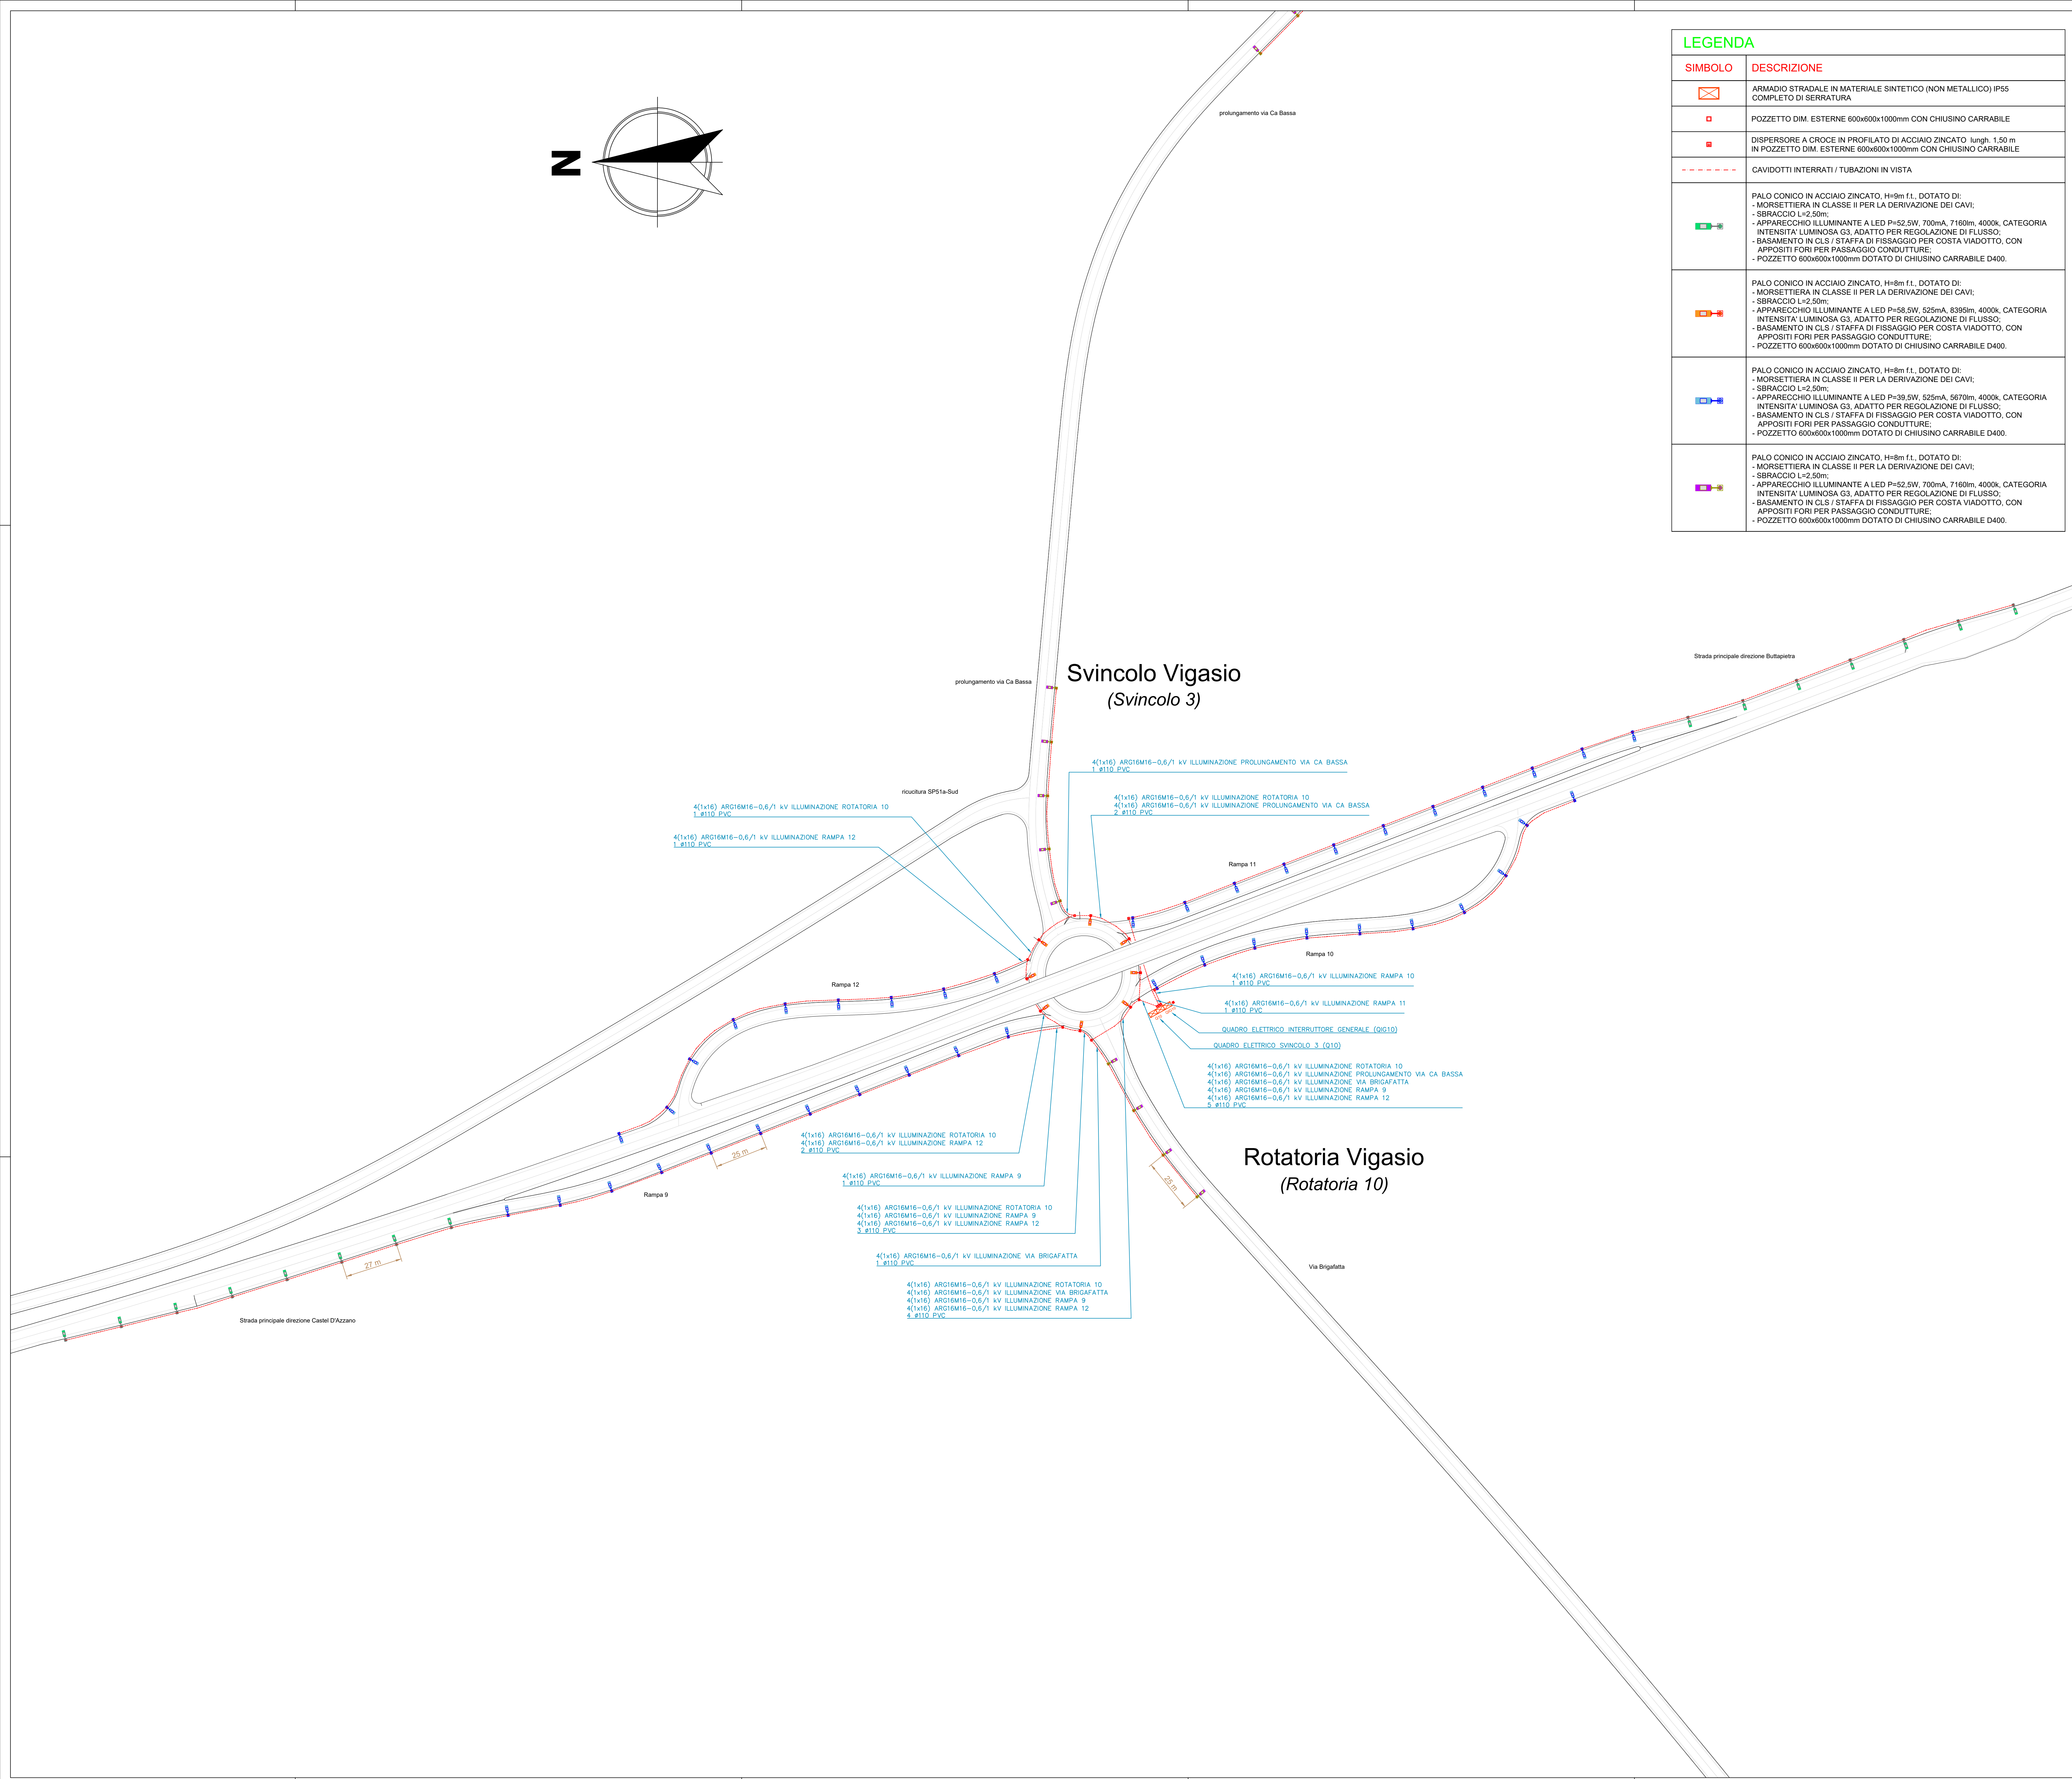 LEGENDA
SIMBOLO DESCRIZIONE
ARMADIO STRADALE IN MATERIALE SINTETICO (NON METALLICO) IP55
COMPLETO DI SERRATURA
POZZETTO DIM. ESTERNE 600x600x1000mm CON CHIUSINO CARRABILE
DISPERSORE A CROCE IN PROFILATO DI ACCIAIO ZINCATO lungh. 1,50 m
IN POZZETTO DIM. ESTERNE 600x600x1000mm CON CHIUSINO CARRABILE
CAVIDOTTI INTERRATI / TUBAZIONI IN VISTA
PALO CONICO IN ACCIAIO ZINCATO, H=9m f.t., DOTATO DI:
- MORSETTIERA IN CLASSE II PER LA DERIVAZIONE DEI CAVI;
- SBRACCIO L=2,50m;
- APPARECCHIO ILLUMINANTE A LED P=52,5W, 700mA, 7160lm, 4000k, CATEGORIA
INTENSITA' LUMINOSA G3, ADATTO PER REGOLAZIONE DI FLUSSO;
- BASAMENTO IN CLS / STAFFA DI FISSAGGIO PER COSTA VIADOTTO, CON
APPOSITI FORI PER PASSAGGIO CONDUTTURE;
- POZZETTO 600x600x1000mm DOTATO DI CHIUSINO CARRABILE D400.
PALO CONICO IN ACCIAIO ZINCATO, H=8m f.t., DOTATO DI:
- MORSETTIERA IN CLASSE II PER LA DERIVAZIONE DEI CAVI;
- SBRACCIO L=2,50m;
- APPARECCHIO ILLUMINANTE A LED P=58,5W, 525mA, 8395lm, 4000k, CATEGORIA
INTENSITA' LUMINOSA G3, ADATTO PER REGOLAZIONE DI FLUSSO;
- BASAMENTO IN CLS / STAFFA DI FISSAGGIO PER COSTA VIADOTTO, CON
APPOSITI FORI PER PASSAGGIO CONDUTTURE;
- POZZETTO 600x600x1000mm DOTATO DI CHIUSINO CARRABILE D400.
PALO CONICO IN ACCIAIO ZINCATO, H=8m f.t., DOTATO DI:
- MORSETTIERA IN CLASSE II PER LA DERIVAZIONE DEI CAVI;
- SBRACCIO L=2,50m;
- APPARECCHIO ILLUMINANTE A LED P=39,5W, 525mA, 5670lm, 4000k, CATEGORIA
INTENSITA' LUMINOSA G3, ADATTO PER REGOLAZIONE DI FLUSSO;
- BASAMENTO IN CLS / STAFFA DI FISSAGGIO PER COSTA VIADOTTO, CON
APPOSITI FORI PER PASSAGGIO CONDUTTURE;
- POZZETTO 600x600x1000mm DOTATO DI CHIUSINO CARRABILE D400.
PALO CONICO IN ACCIAIO ZINCATO, H=8m f.t., DOTATO DI:
- MORSETTIERA IN CLASSE II PER LA DERIVAZIONE DEI CAVI;
- SBRACCIO L=2,50m;
- APPARECCHIO ILLUMINANTE A LED P=52,5W, 700mA, 7160lm, 4000k, CATEGORIA
INTENSITA' LUMINOSA G3, ADATTO PER REGOLAZIONE DI FLUSSO;
- BASAMENTO IN CLS / STAFFA DI FISSAGGIO PER COSTA VIADOTTO, CON
APPOSITI FORI PER PASSAGGIO CONDUTTURE;
- POZZETTO 600x600x1000mm DOTATO DI CHIUSINO CARRABILE D400.
prolungamento via Ca Bassa
N
Strada principale direzione Buttapietra
Svincolo Vigasio
(Svincolo 3)
prolungamento via Ca Bassa
4(1x16) ARG16M16-0,6/1 kV ILLUMINAZIONE PROLUNGAMENTO VIA CA BASSA
1 ø110 PVC
ricucitura SP51a-Sud
4(1x16) ARG16M16-0,6/1 kV ILLUMINAZIONE ROTATORIA 10
4(1x16) ARG16M16-0,6/1 kV ILLUMINAZIONE PROLUNGAMENTO VIA CA BASSA
2 ø110 PVC
4(1x16) ARG16M16-0,6/1 kV ILLUMINAZIONE ROTATORIA 10
1 ø110 PVC
4(1x16) ARG16M16-0,6/1 kV ILLUMINAZIONE RAMPA 12
1 ø110 PVC
Rampa 11
Rampa 10
Rampa 12
4(1x16) ARG16M16-0,6/1 kV ILLUMINAZIONE RAMPA 10
1 ø110 PVC
4(1x16) ARG16M16-0,6/1 kV ILLUMINAZIONE RAMPA 11
1 ø110 PVC
QUADRO ELETTRICO INTERRUTTORE GENERALE (QIG10)
QUADRO ELETTRICO SVINCOLO 3 (Q10)
4(1x16) ARG16M16-0,6/1 kV ILLUMINAZIONE ROTATORIA 10
4(1x16) ARG16M16-0,6/1 kV ILLUMINAZIONE PROLUNGAMENTO VIA CA BASSA
4(1x16) ARG16M16-0,6/1 kV ILLUMINAZIONE VIA BRIGAFATTA
4(1x16) ARG16M16-0,6/1 kV ILLUMINAZIONE RAMPA 9
4(1x16) ARG16M16-0,6/1 kV ILLUMINAZIONE RAMPA 12
5 ø110 PVC
4(1x16) ARG16M16-0,6/1 kV ILLUMINAZIONE ROTATORIA 10
4(1x16) ARG16M16-0,6/1 kV ILLUMINAZIONE RAMPA 12
2 ø110 PVC
25 m
Rotatoria Vigasio
(Rotatoria 10)
25 m
4(1x16) ARG16M16-0,6/1 kV ILLUMINAZIONE RAMPA 9
1 ø110 PVC
Rampa 9
4(1x16) ARG16M16-0,6/1 kV ILLUMINAZIONE ROTATORIA 10
4(1x16) ARG16M16-0,6/1 kV ILLUMINAZIONE RAMPA 9
4(1x16) ARG16M16-0,6/1 kV ILLUMINAZIONE RAMPA 12
3 ø110 PVC
4(1x16) ARG16M16-0,6/1 kV ILLUMINAZIONE VIA BRIGAFATTA
1 ø110 PVC
27 m
Via Brigafatta
4(1x16) ARG16M16-0,6/1 kV ILLUMINAZIONE ROTATORIA 10
4(1x16) ARG16M16-0,6/1 kV ILLUMINAZIONE VIA BRIGAFATTA
4(1x16) ARG16M16-0,6/1 kV ILLUMINAZIONE RAMPA 9
4(1x16) ARG16M16-0,6/1 kV ILLUMINAZIONE RAMPA 12
4 ø110 PVC
Strada principale direzione Castel D'Azzano